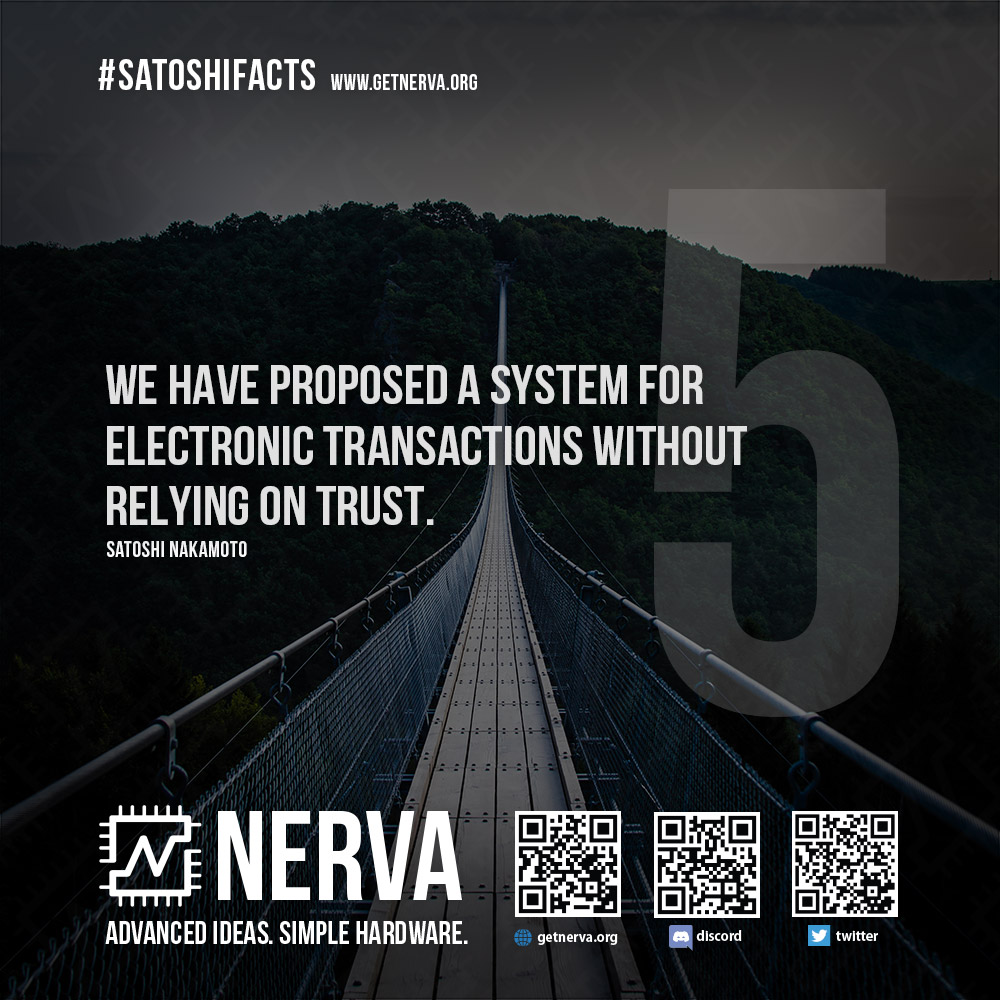 #SATOSHIFACTS WWW.GETNERVA.ORG
5
WE HAVE PROPOSED A SYSTEM FOR
ELECTRONIC TRANSACTIONS WITHOUT
RELYING ON TRUST.
SATOSHI NAKAMOTO
NERVA
ADVANCED IDEAS. SIMPLE HARDWARE.
getnerva.org discord twitter